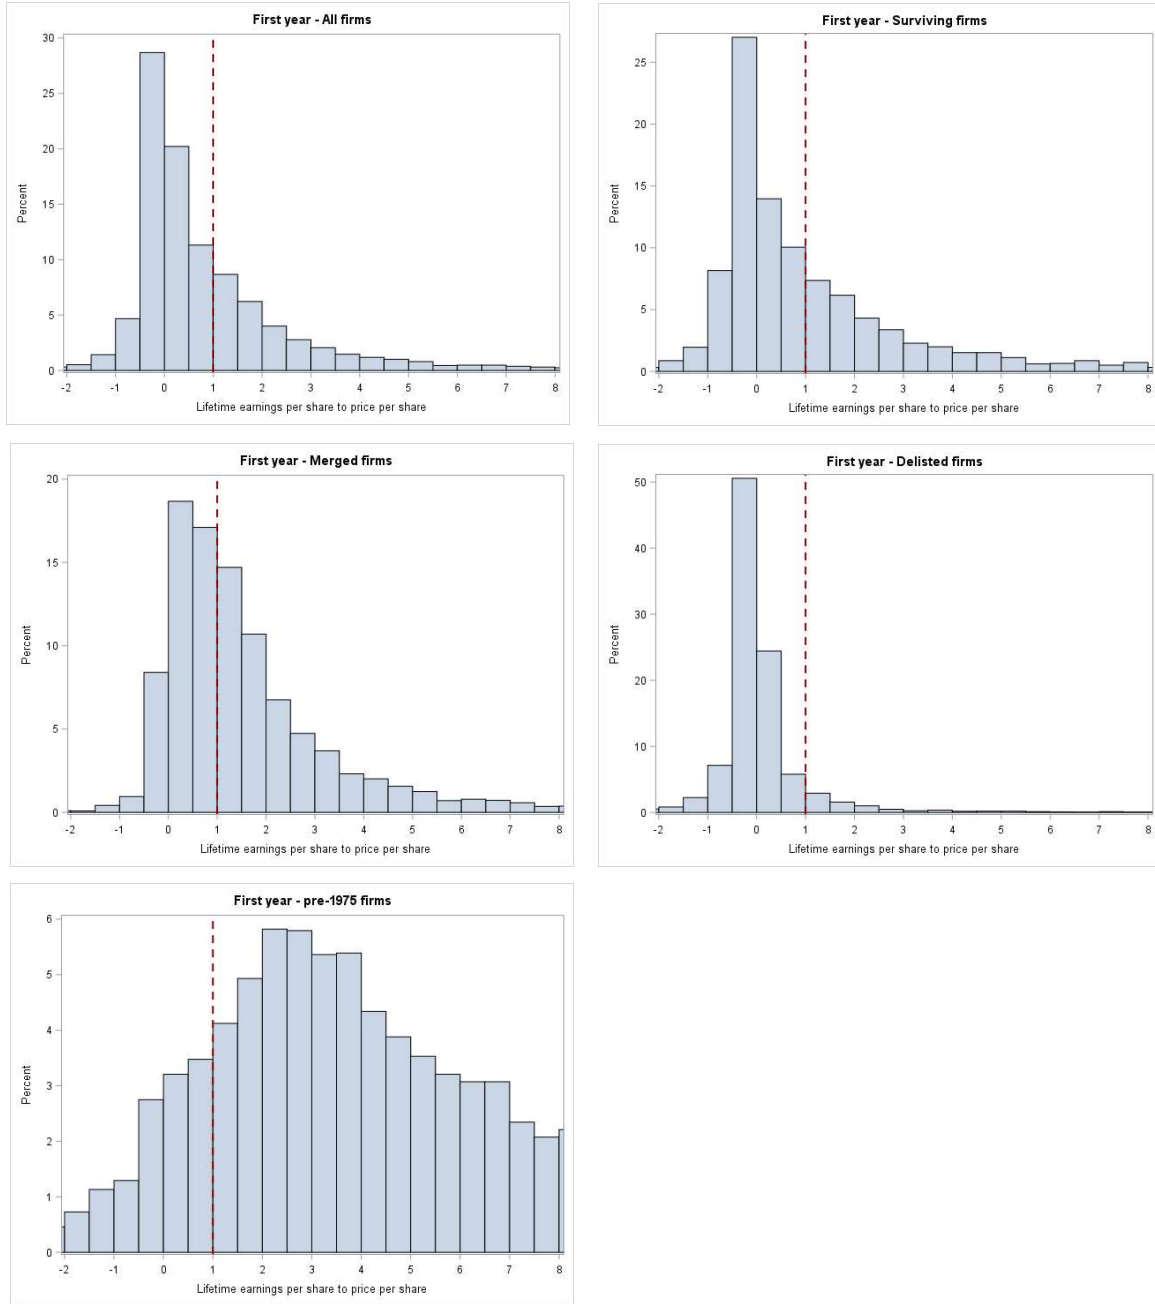 First year - All firms
30
25
20
15
10
5
0
Percent
-2 -1 0 1 2 3 4 5 6 7 8
Lifetime earnings per share to price per share
First year - Surviving firms
25
20
15
10
5
0
Percent
-2 -1 0 1 2 3 4 5 6 7 8
Lifetime earnings per share to price per share
First year - Merged firms
20
15
10
5
0
Percent
-2 -1 0 1 2 3 4 5 6 7 8
Lifetime earnings per share to price per share
First year - Delisted firms
50
40
30
20
10
0
Percent
-2 -1 0 1 2 3 4 5 6 7 8
Lifetime earnings per share to price per share
First year - pre-1975 firms
6
5
4
3
2
1
0
Percent
-2 -1 0 1 2 3 4 5 6 7 8
Lifetime earnings per share to price per share